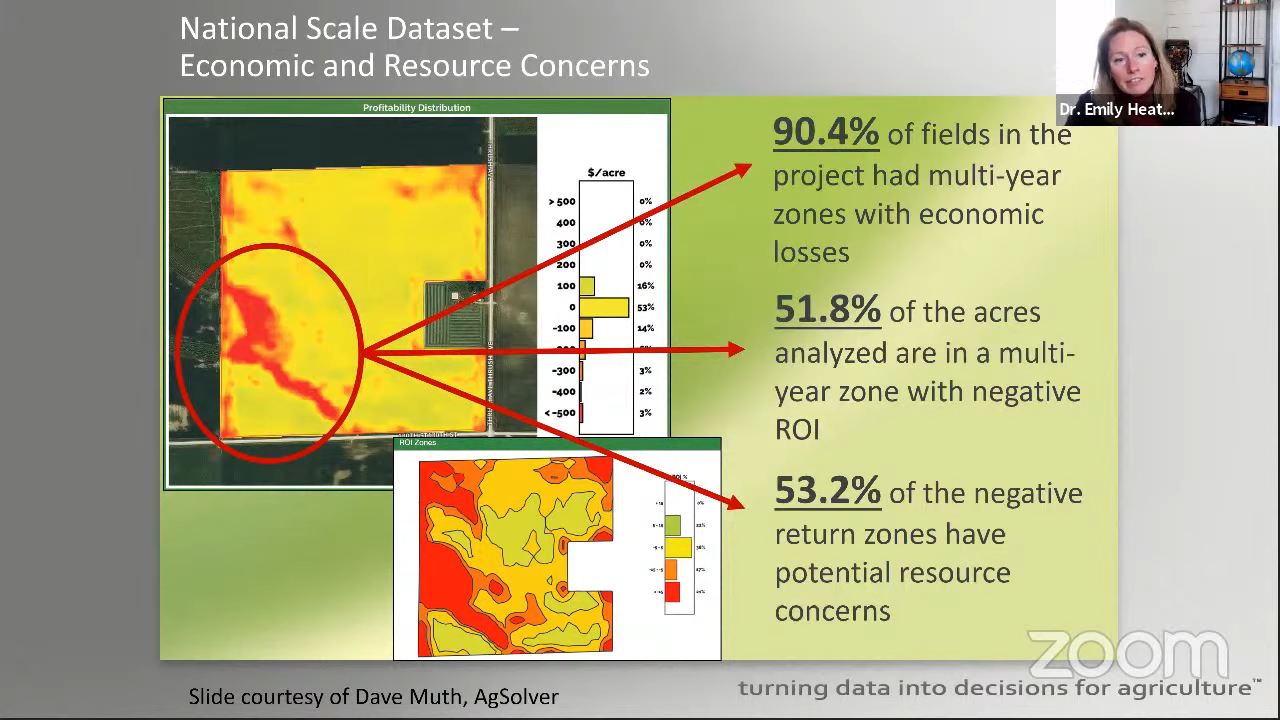 National Scale Dataset –
Economic and Resource Concerns
Dr. Emily Heat...
Profitability Distribution
$/acre
> 500 0%
400 0%
300 0%
200 0%
100 16%
0 53%
-100 14%
-300 3%
-400 2%
< -500 3%
90.4% of fields in the
project had multi-year
zones with economic
losses
51.8% of the acres
analyzed are in a multi-
year zone with negative
ROI
53.2% of the negative
return zones have
potential resource
concerns
ROI Zones
zoom
turning data into decisions for agriculture™
Slide courtesy of Dave Muth, AgSolver